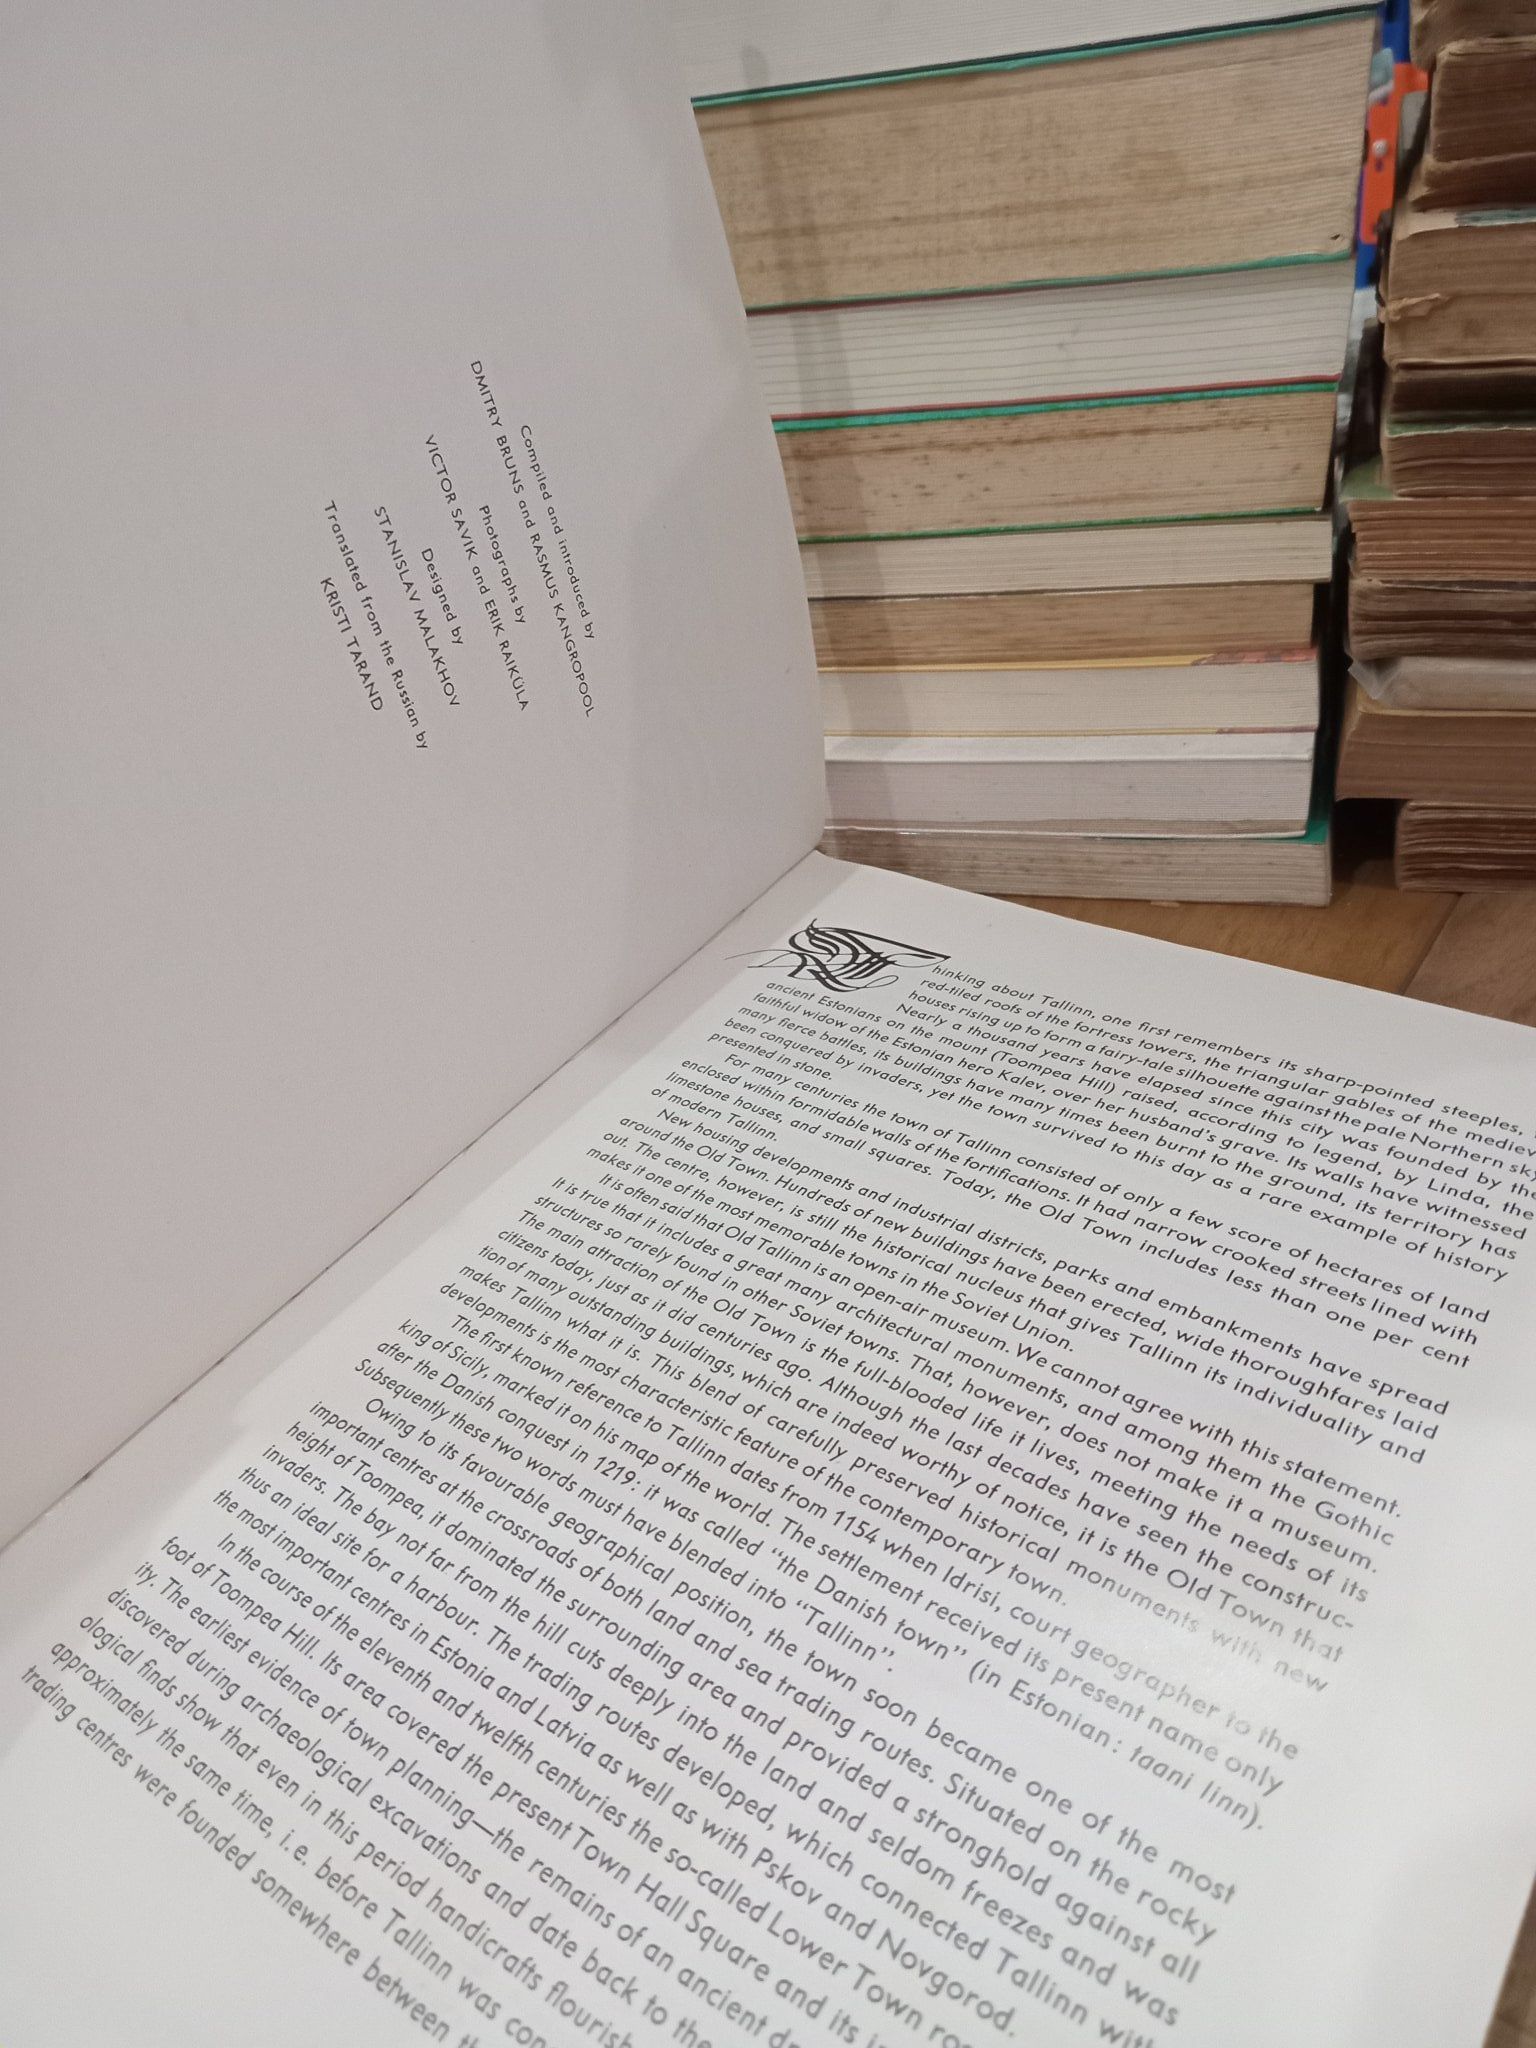 Compiled and introduced by
DMITRY BRUNS and RASMUS KANGROPOOL
Photographs by
VICTOR SAVIK and ERIK RAIKÜLA
Designed by
STANISLAV MALAKHOV
Translated from the Russian by
KRISTI TARAND
Thinking about Tallinn, one first remembers its sharp-pointed steeples,
red-tiled roofs of the fortress towers, the triangular gables of the
houses rising up to form a fairy-tale silhouette against the pale Northern
Nearly a thousand years have elapsed since this city was founded by the
ancient Estonians on the mount (Toompea Hill) raised, according to legend, by Linda, the
faithful widow of the Estonian hero Kalev, over her husband's grave. Its walls have witnessed
many fierce battles, its buildings have many times been burnt to the ground, its territory has
been conquered by invaders, yet the town survived to this day as a rare example of history
presented in stone.
For many centuries the town of Tallinn consisted of only a few score of hectares of land
enclosed within formidable walls of the fortifications. It had narrow crooked streets lined with
limestone houses, and small squares. Today, the Old Town includes less than one per cent
of modern Tallinn.
New housing developments and industrial districts, parks and embankments have spread
around the Old Town. Hundreds of new buildings have been erected, wide thoroughfares laid
out. The centre, however, is still the historical nucleus that gives Tallinn its individuality and
makes it one of the most memorable towns in the Soviet Union.
It is often said that Old Tallinn is an open-air museum. We cannot agree with this statement.
It is true that it includes a great many architectural monuments, and among them the Gothic
structures so rarely found in other Soviet towns. That, however, does not make it a museum.
The main attraction of the Old Town is the full-blooded life it lives, meeting the needs of its
citizens today, just as it did centuries ago. Although the last decades have seen the construc-
tion of many outstanding buildings, which are indeed worthy of notice, it is the Old Town that
makes Tallinn what it is. This blend of carefully preserved historical monuments with new
developments is the most characteristic feature of the contemporary town.
The first known reference to Tallinn dates from 1154 when Idrisi, court geographer to the
king of Sicily, marked it on his map of the world. The settlement received its present name only
after the Danish conquest in 1219: it was called "the Danish town" (in Estonian: taani linn).
Subsequently these two words must have blended into "Tallinn".
Owing to its favourable geographical position, the town soon became one of the most
important centres at the crossroads of both land and sea trading routes. Situated on the rocky
height of Toompea, it dominated the surrounding area and provided a stronghold against all
invaders. The bay not far from the hill cuts deeply into the land and seldom freezes and was
thus an ideal site for a harbour. The trading routes developed, which connected Tallinn with
the most important centres in Estonia and Latvia as well as with Pskov and Novgorod.
In the course of the eleventh and twelfth centuries the so-called Lower Town
foot of Toompea Hill. Its area covered the present Town Hall Square and its
ity. The earliest evidence of town planning—the remains of an ancient
discovered during archaeological excavations and date back to the
ological finds show that even in this period handicrafts
approximately the same time, i.e. before Tallinn was
trading centres were founded somewhere between